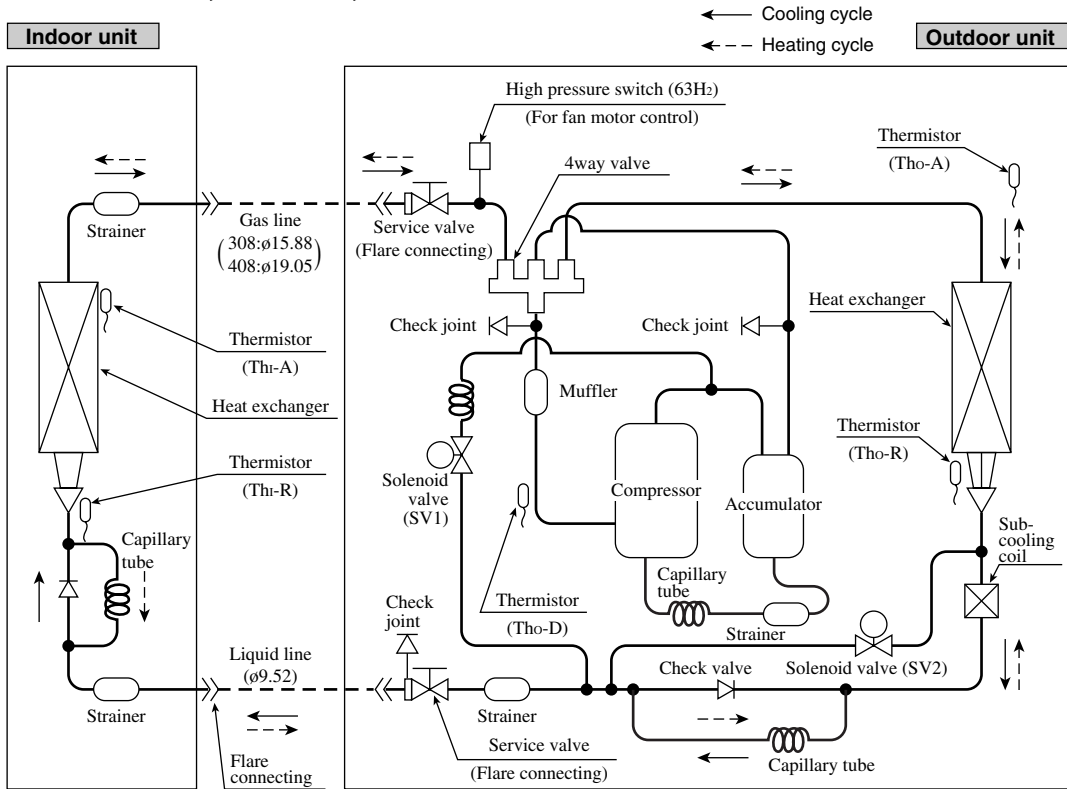 Cooling cycle
Heating cycle
Indoor unit
Outdoor unit
High pressure switch (63H2)
(For fan motor control)
4way valve
Thermistor
(ThO-A)
Strainer
Gas line
308:ø15.88
408:ø19.05
Service valve
(Flare connecting)
Check joint
Check joint
Heat exchanger
Thermistor
(ThI-A)
Heat exchanger
Muffler
Thermistor
(ThI-R)
Solenoid
valve
(SV1)
Compressor
Accumulator
Thermistor
(ThO-R)
Capillary
tube
Sub-
cooling
coil
Capillary
tube
Strainer
Thermistor
(ThO-D)
Check
joint
Liquid line
(ø9.52)
Check valve
Solenoid valve (SV2)
Strainer
Strainer
Service valve
(Flare connecting)
Capillary tube
Flare
connecting